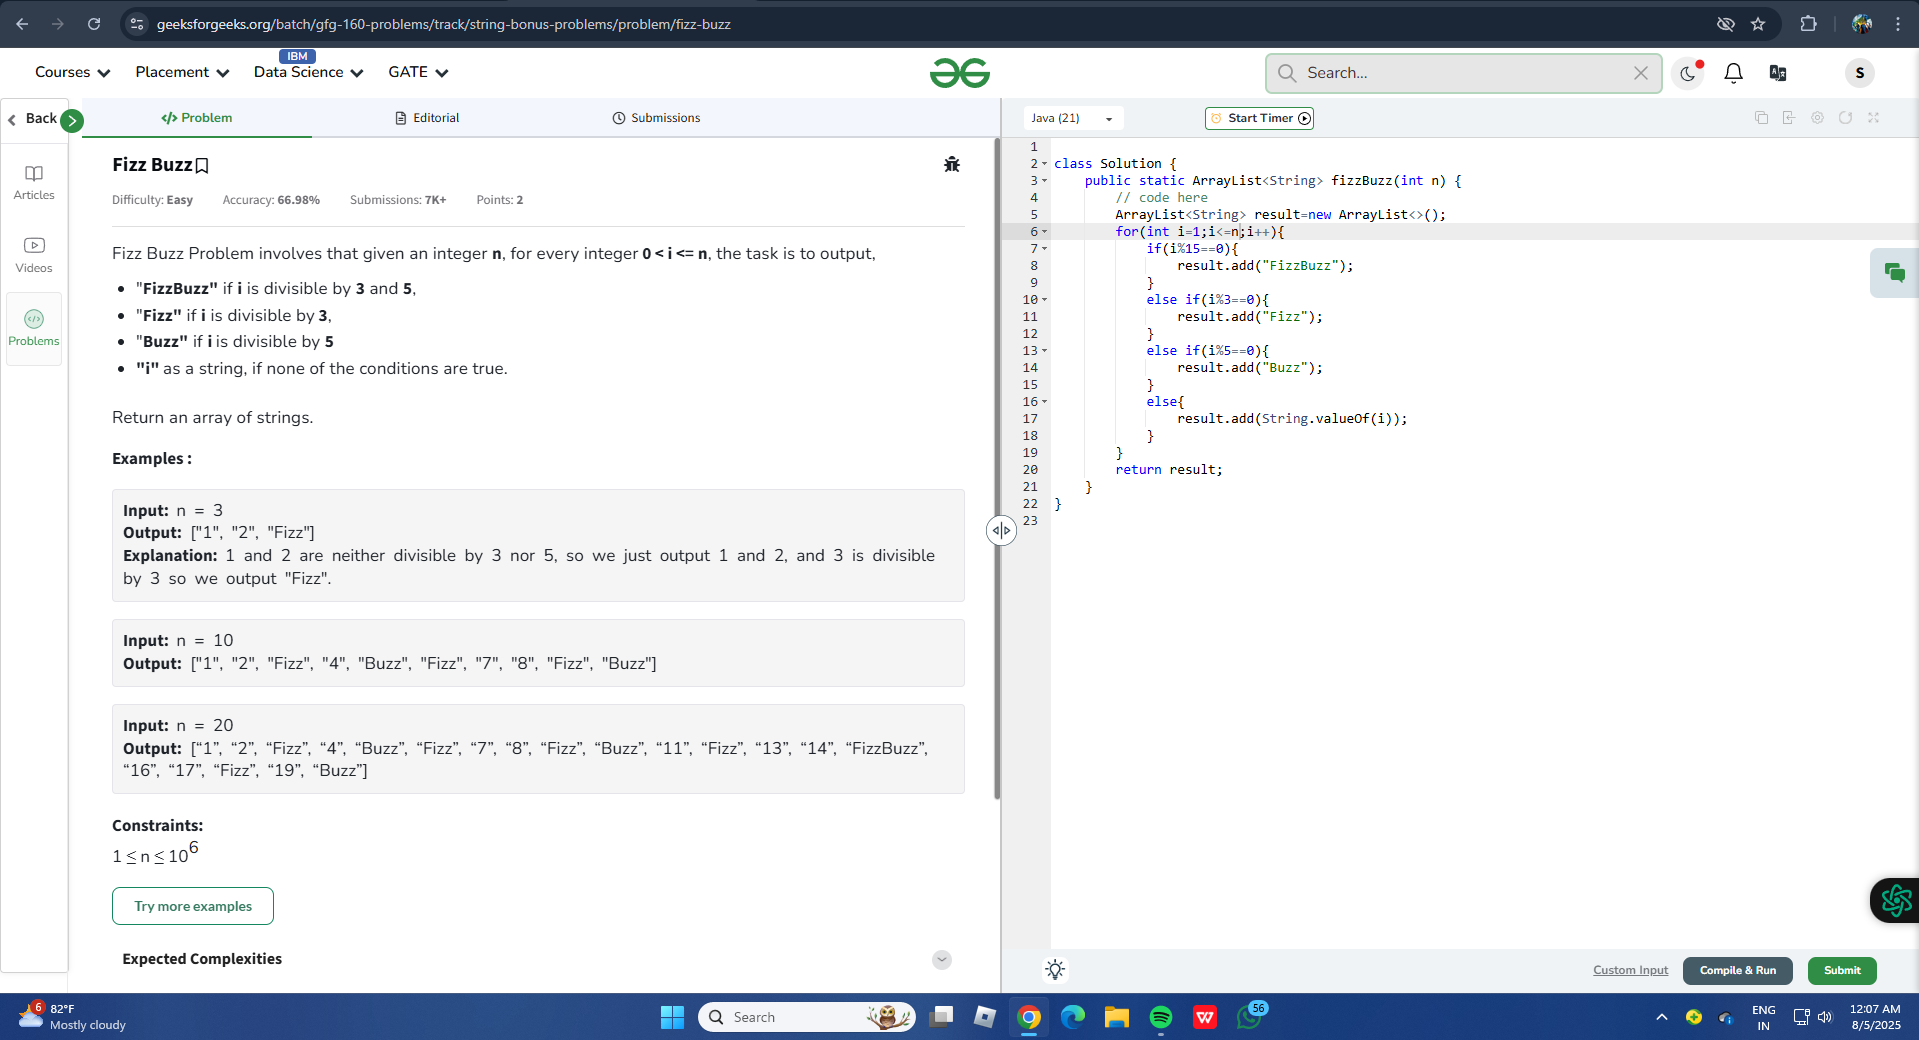 geeksforgeeks.org/batch/gfg-160-problems/track/string-bonus-problems/problem/fizz-buzz
IBM
Courses Placement Data Science GATE
Search...
S
Back
Articles
Videos
Problems
</> Problem Editorial Submissions
Fizz Buzz
Difficulty: Easy Accuracy: 66.98% Submissions: 7K+ Points: 2
Fizz Buzz Problem involves that given an integer n, for every integer 0 < i <= n, the task is to output,
• "FizzBuzz" if i is divisible by 3 and 5,
• "Fizz" if i is divisible by 3,
• "Buzz" if i is divisible by 5
• "i" as a string, if none of the conditions are true.
Return an array of strings.
Examples :
Input: n = 3
Output: ["1", "2", "Fizz"]
Explanation: 1 and 2 are neither divisible by 3 nor 5, so we just output 1 and 2, and 3 is divisible
by 3 so we output "Fizz".
Input: n = 10
Output: ["1", "2", "Fizz", "4", "Buzz", "Fizz", "7", "8", "Fizz", "Buzz"]
Input: n = 20
Output: [“1”, “2”, “Fizz”, “4”, “Buzz”, “Fizz”, “7”, “8”, “Fizz”, “Buzz”, “11”, “Fizz”, “13”, “14”, “FizzBuzz”,
“16”, “17”, “Fizz”, “19”, “Buzz”]
Constraints:
1 ≤ n ≤ 10^6
Try more examples
Expected Complexities
Java (21) Start Timer
1
2 class Solution {
3 public static ArrayList<String> fizzBuzz(int n) {
4 // code here
5 ArrayList<String> result=new ArrayList<>();
6 for(int i=1;i<=n;i++){
7 if(i%15==0){
8 result.add("FizzBuzz");
9 }
10 else if(i%3==0){
11 result.add("Fizz");
12 }
13 else if(i%5==0){
14 result.add("Buzz");
15 }
16 else{
17 result.add(String.valueOf(i));
18 }
19 }
20 return result;
21 }
22 }
23
Custom Input Compile & Run Submit
6
82°F
Mostly cloudy
Search
W
56
ENG
IN
12:07 AM
8/5/2025